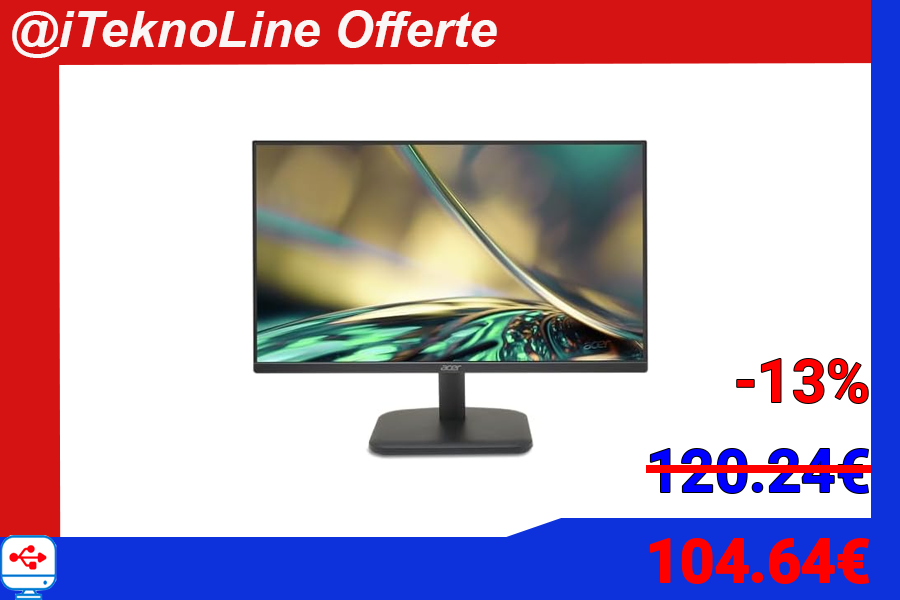 @iTeknoLine Offerte
acer
acer
-13%
120.24€
104.64€